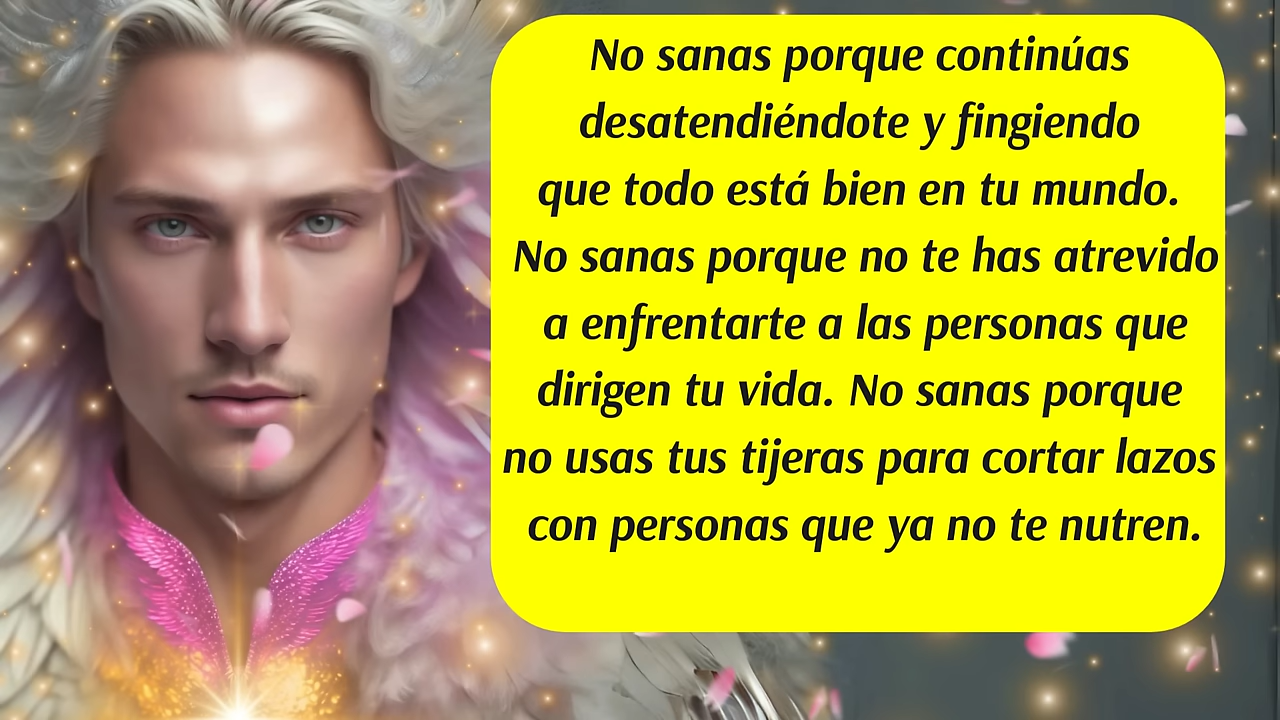 No sanas porque continúas
desatendiéndote y fingiendo
que todo está bien en tu mundo.
No sanas porque no te has atrevido
a enfrentarte a las personas que
dirigen tu vida. No sanas porque
no usas tus tijeras para cortar lazos
con personas que ya no te nutren.